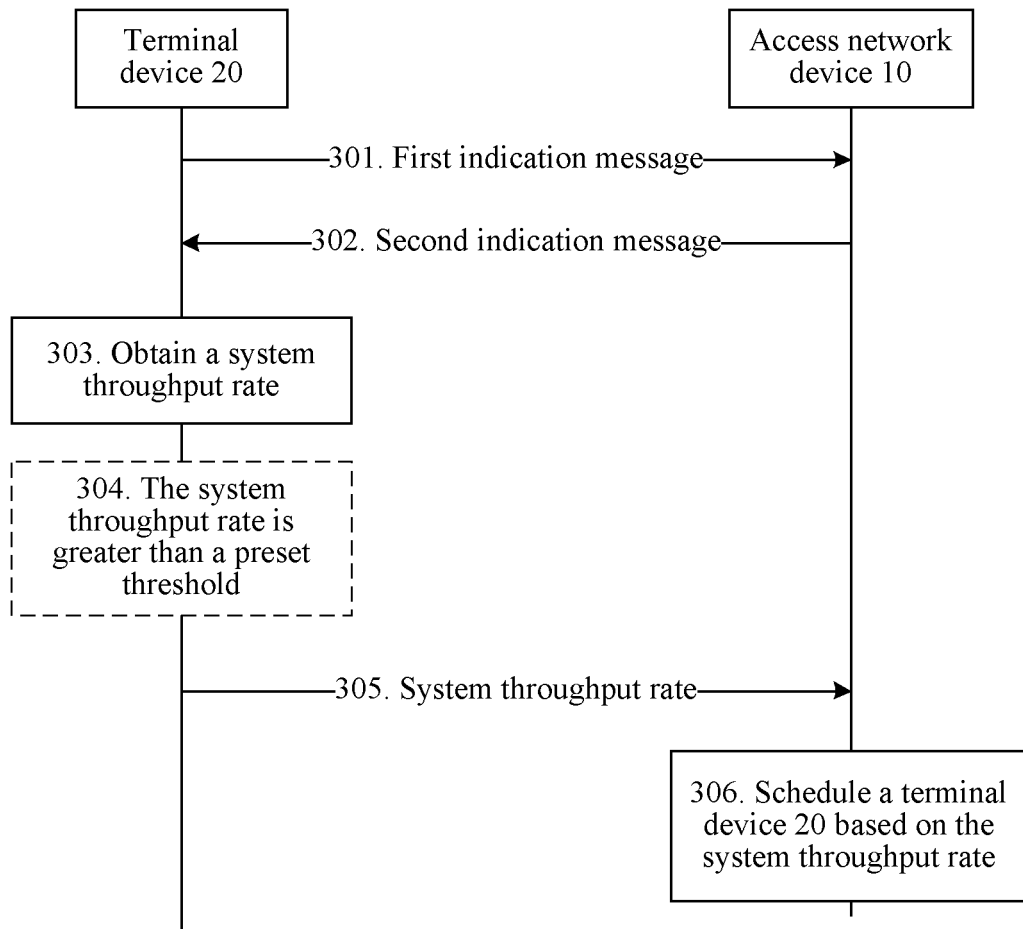 Terminal
device 20
Access network
device 10
301. First indication message
302. Second indication message
303. Obtain a system
throughput rate
304. The system
throughput rate is
greater than a preset
threshold
305. System throughput rate
306. Schedule a terminal
device 20 based on the
system throughput rate